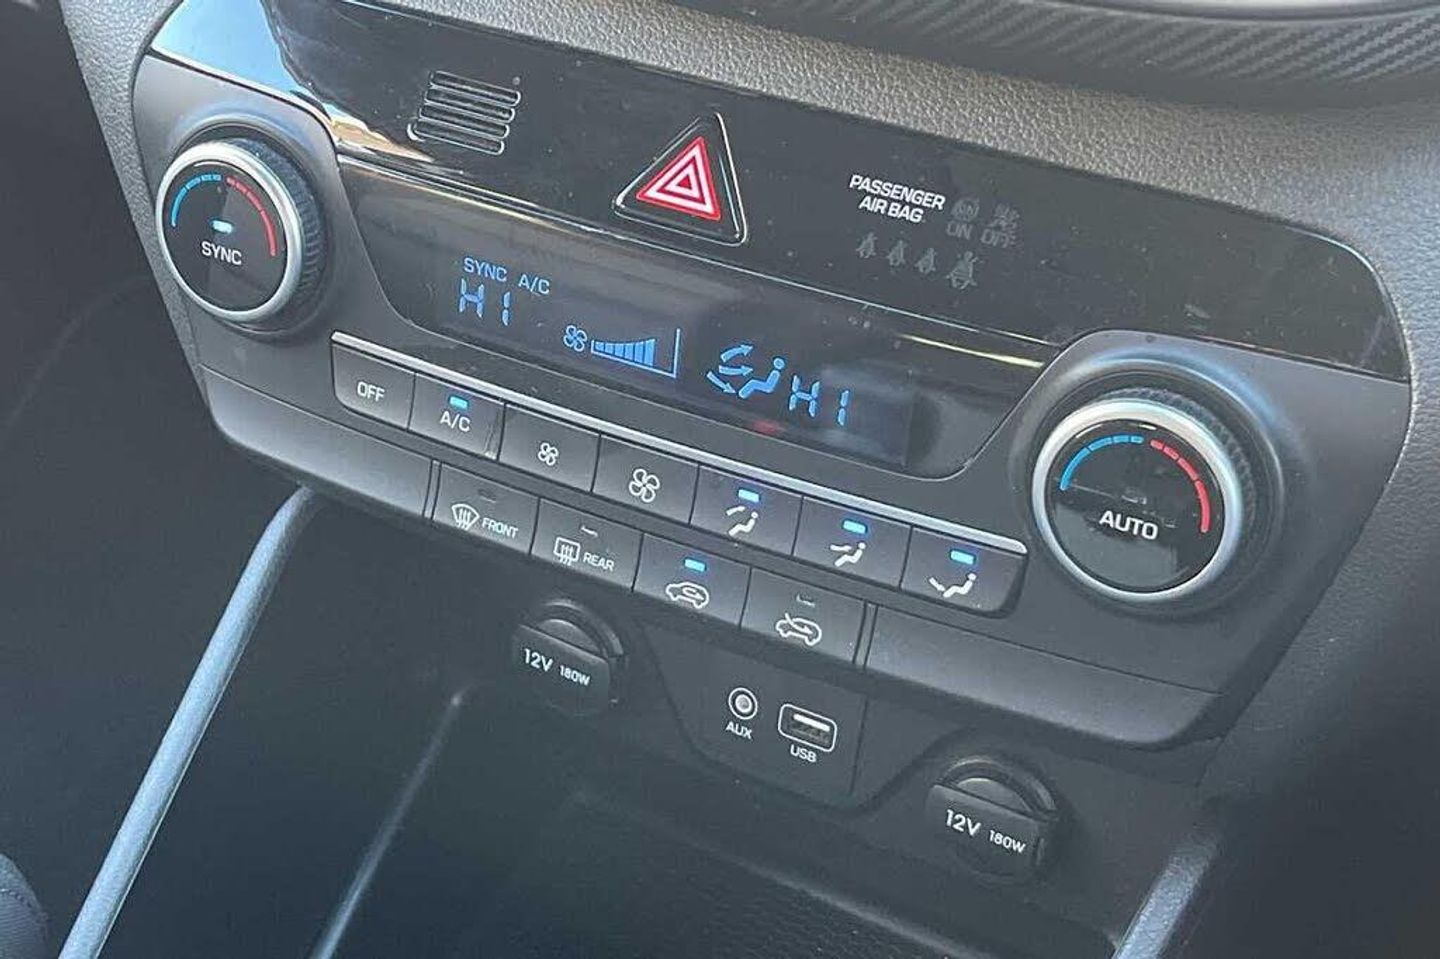 PASSENGER
AIR BAG
ON OFF
SYNC
SYNC A/C
HI
HI
OFF
A/C
AUTO
FRONT
REAR
12V 180W
AUX
USB
12V 180W